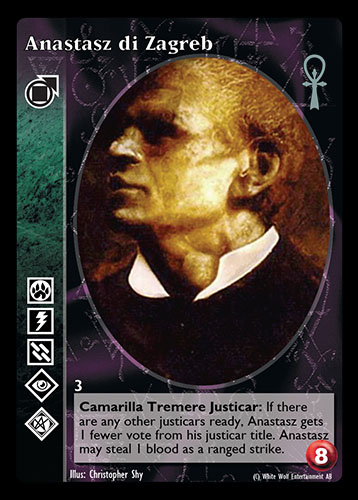 Anastasz di Zagreb
3
Camarilla Tremere Justicar: If there
are any other justicars ready, Anastasz gets
1 fewer vote from his justicar title. Anastasz
may steal 1 blood as a ranged strike.
8
Illus: Christopher Shy
(C) White Wolf Entertainment AB